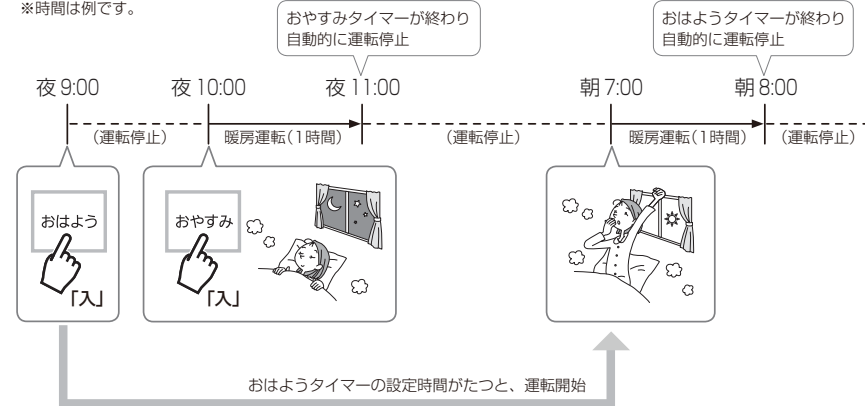 ※時間は例です。
おやすみタイマーが終わり
自動的に運転停止
おはようタイマーが終わり
自動的に運転停止
夜9:00
夜10:00
夜11:00
朝7:00
朝8:00
（運転停止）
暖房運転（1時間）
（運転停止）
暖房運転（1時間）
（運転停止）
おはよう
「入」
おやすみ
「入」
おはようタイマーの設定時間がたつと、運転開始